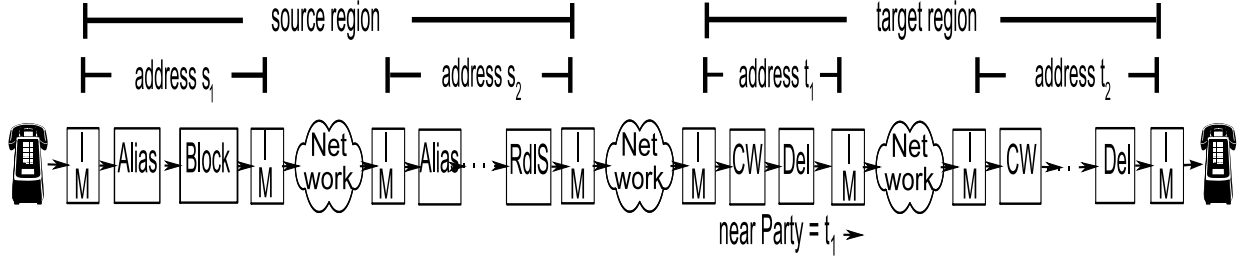 source region
target region
address s1
address s2
address t1
address t2
I M
Alias
Block
I M
Net work
I M
Alias
...
RdlS
I M
Net work
I M
CW
Del
I M
Net work
I M
CW
...
Del
I M
near Party = t1